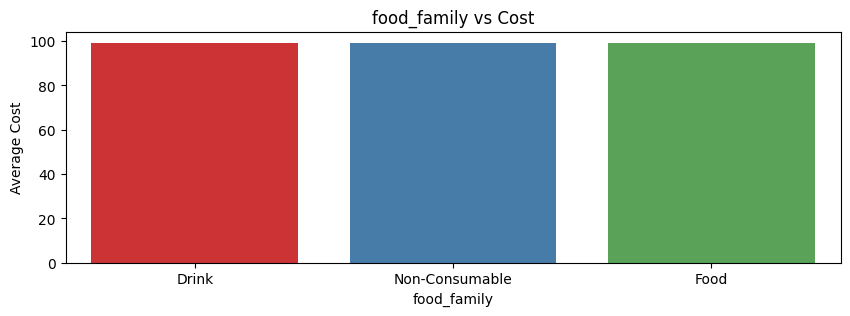 food_family vs Cost
Average Cost
100
80
60
40
20
0
Drink
Non-Consumable
Food
food_family